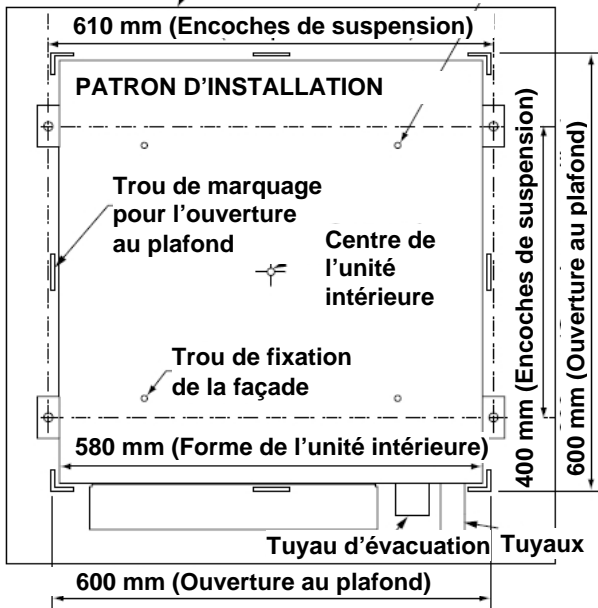 610 mm (Encoches de suspension)
PATRON D'INSTALLATION
Trou de marquage
pour l'ouverture
au plafond
Centre de
l'unité
intérieure
Trou de fixation
de la façade
580 mm (Forme de l'unité intérieure)
400 mm (Encoches de suspension)
600 mm (Ouverture au plafond)
Tuyau d'évacuation
Tuyaux
600 mm (Ouverture au plafond)